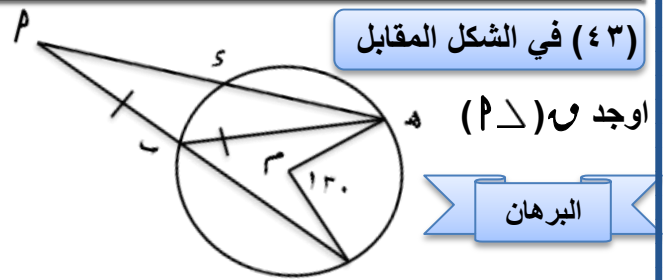 (٤٣) في الشكل المقابل
اوجد ق(∠ أ)
البرهان
أ
د
هـ
ب
م
١٣٠